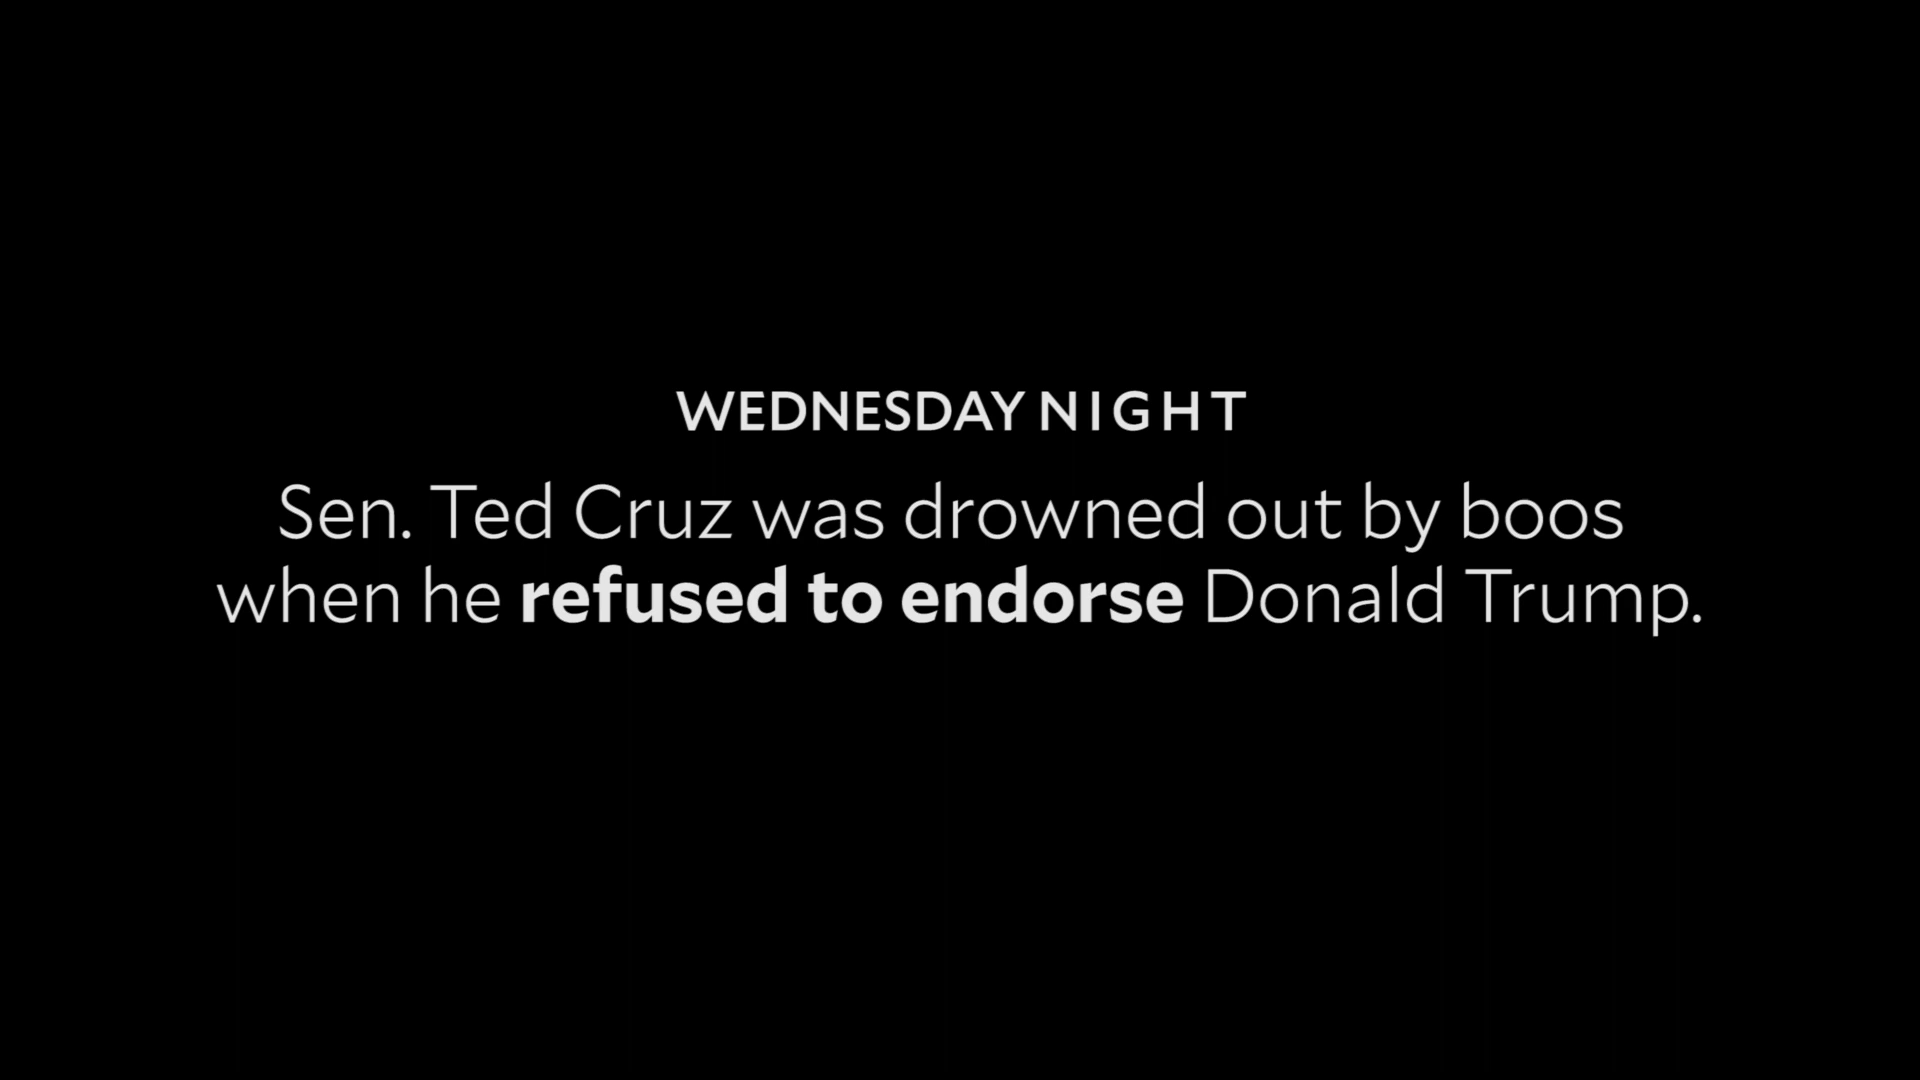 WEDNESDAY NIGHT
Sen. Ted Cruz was drowned out by boos
when he refused to endorse Donald Trump.